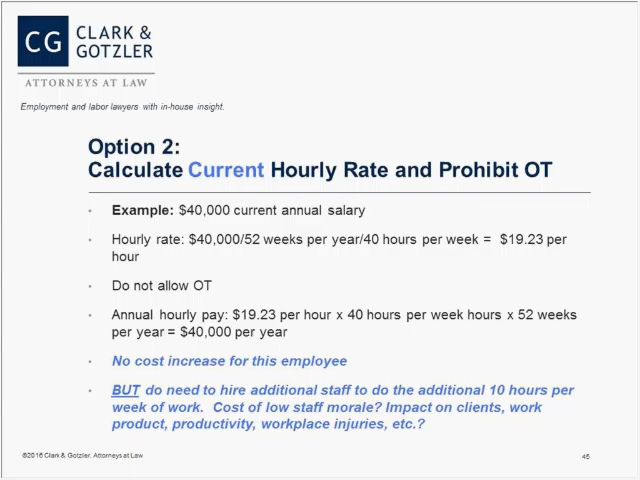 CG
CLARK &
GOTZLER
ATTORNEYS AT LAW
Employment and labor lawyers with in-house insight.
Option 2:
Calculate Current Hourly Rate and Prohibit OT
• Example: $40,000 current annual salary
• Hourly rate: $40,000/52 weeks per year/40 hours per week = $19.23 per
hour
• Do not allow OT
• Annual hourly pay: $19.23 per hour x 40 hours per week hours x 52 weeks
per year = $40,000 per year
• No cost increase for this employee
• BUT do need to hire additional staff to do the additional 10 hours per
week of work. Cost of low staff morale? Impact on clients, work
product, productivity, workplace injuries, etc.?
©2016 Clark & Gotzler, Attorneys at Law
45